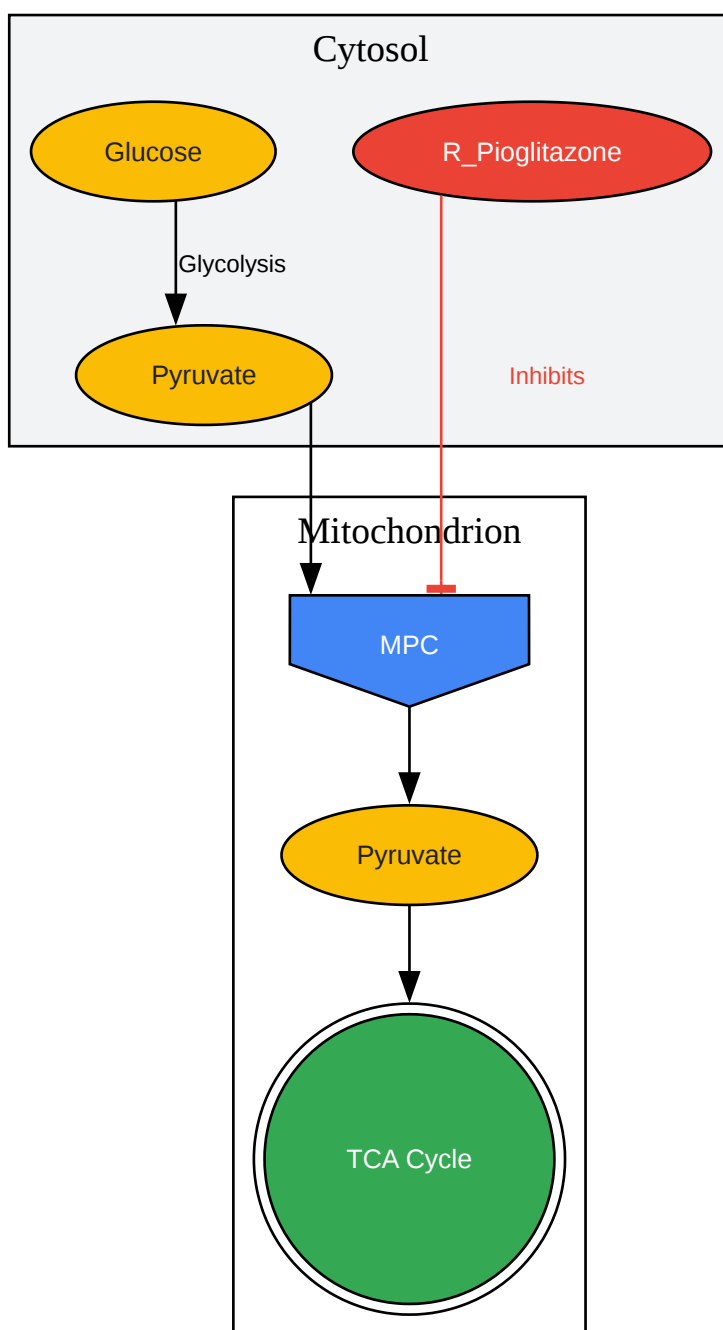 Cytosol
Glucose
R_Pioglitazone
Glycolysis
Pyruvate
Inhibits
Mitochondrion
MPC
Pyruvate
TCA Cycle